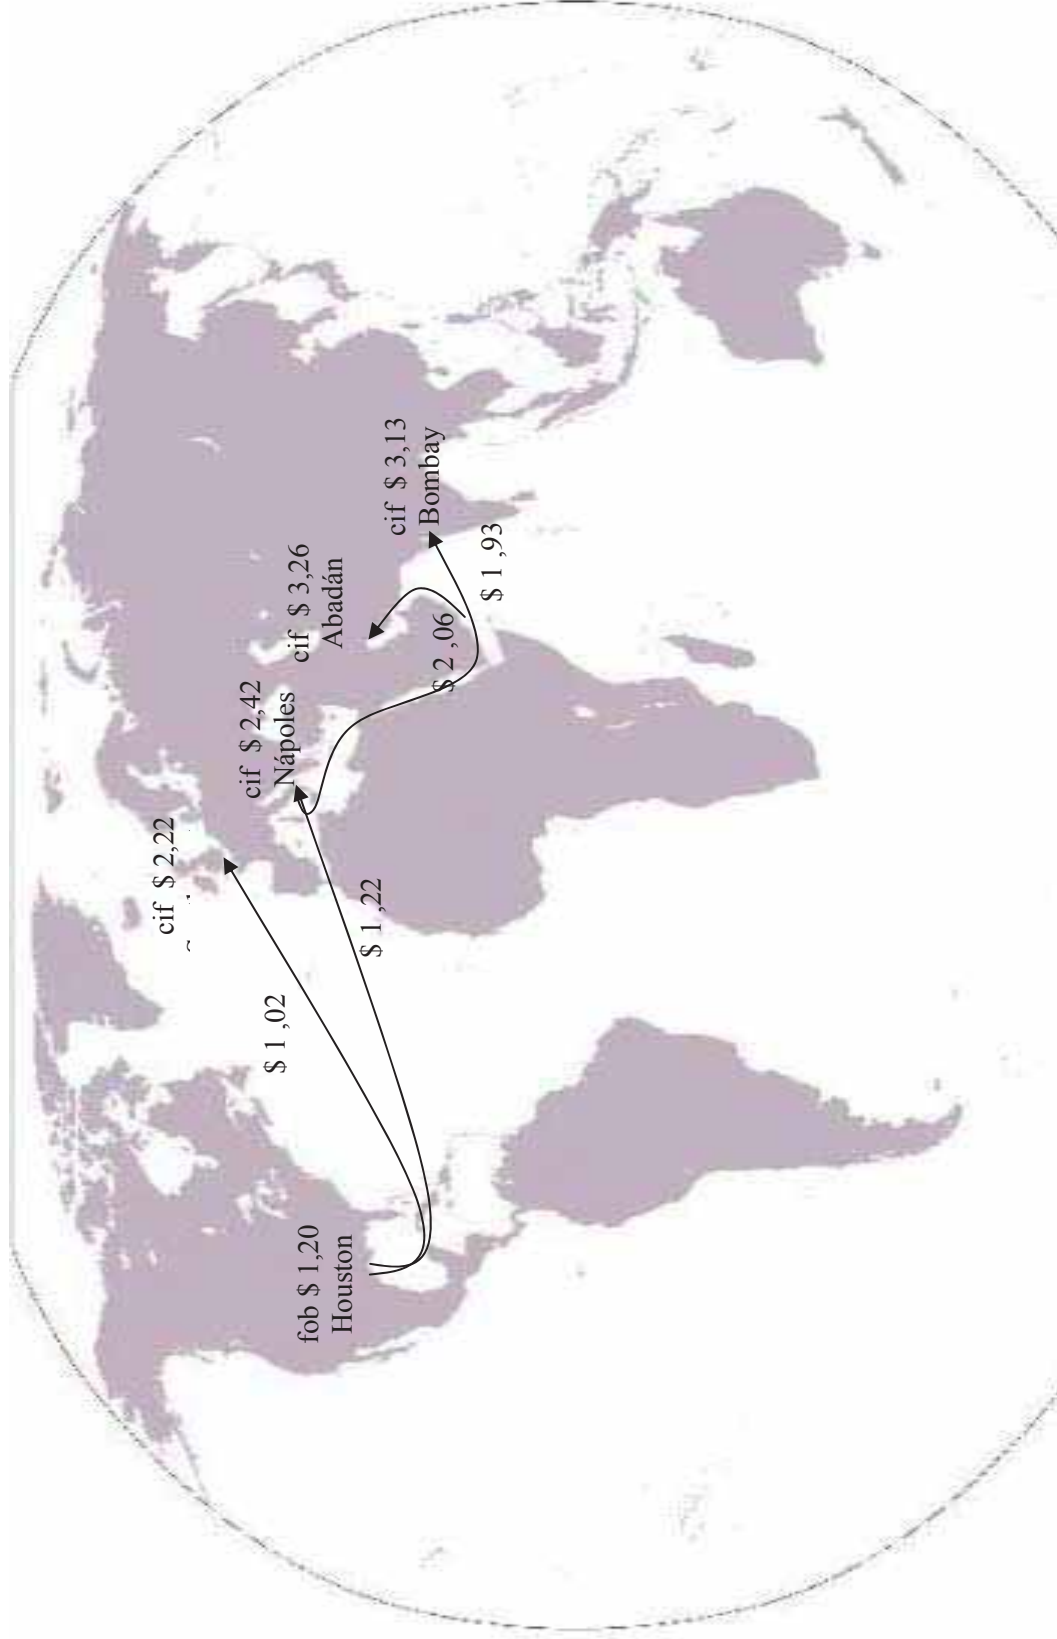 cif $ 2,22
$ 1 ,02
fob $ 1,20
Houston
$ 1 ,22
cif $ 2,42
Nápoles
cif $ 3,26
Abadán
$ 2 ,06
cif $ 3,13
Bombay
$ 1 ,93